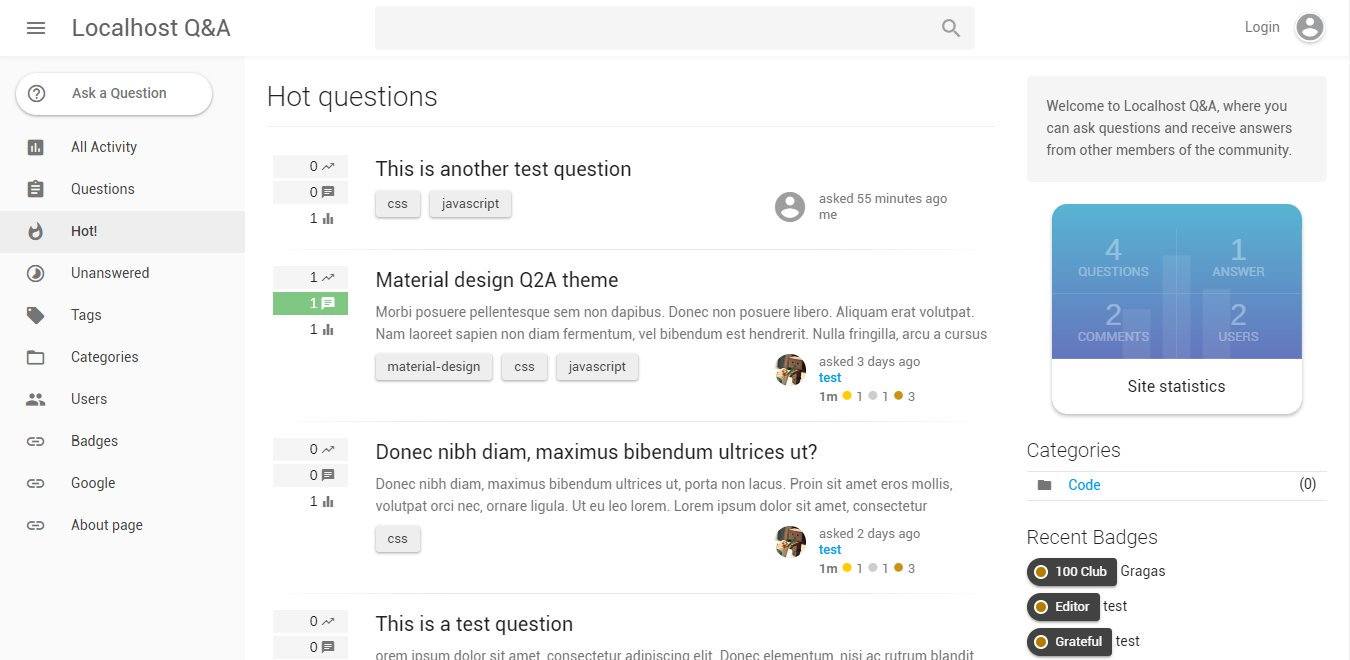 Localhost Q&A
Login
Ask a Question
All Activity
Questions
Hot!
Unanswered
Tags
Categories
Users
Badges
Google
About page
Hot questions
0
0
1
This is another test question
css javascript
asked 55 minutes ago
me
1
1
1
Material design Q2A theme
Morbi posuere pellentesque sem non dapibus. Donec non posuere libero. Aliquam erat volutpat.
Nam laoreet sapien non diam fermentum, vel bibendum est hendrerit. Nulla fringilla, arcu a cursus
material-design css javascript
asked 3 days ago
test
1m 1 1 3
0
0
1
Donec nibh diam, maximus bibendum ultrices ut?
Donec nibh diam, maximus bibendum ultrices ut, porta non lacus. Proin sit amet eros mollis,
volutpat orci nec, ornare ligula. Ut eu leo lorem. Lorem ipsum dolor sit amet, consectetur
css
asked 2 days ago
test
1m 1 1 3
0
0
This is a test question
orem ipsum dolor sit amet, consectetur adipiscing elit. Donec elementum, nisi ac rutrum blandit
Welcome to Localhost Q&A, where you
can ask questions and receive answers
from other members of the community.
4 1
QUESTIONS ANSWER
2 2
COMMENTS USERS
Site statistics
Categories
Code (0)
Recent Badges
100 Club Gragas
Editor test
Grateful test